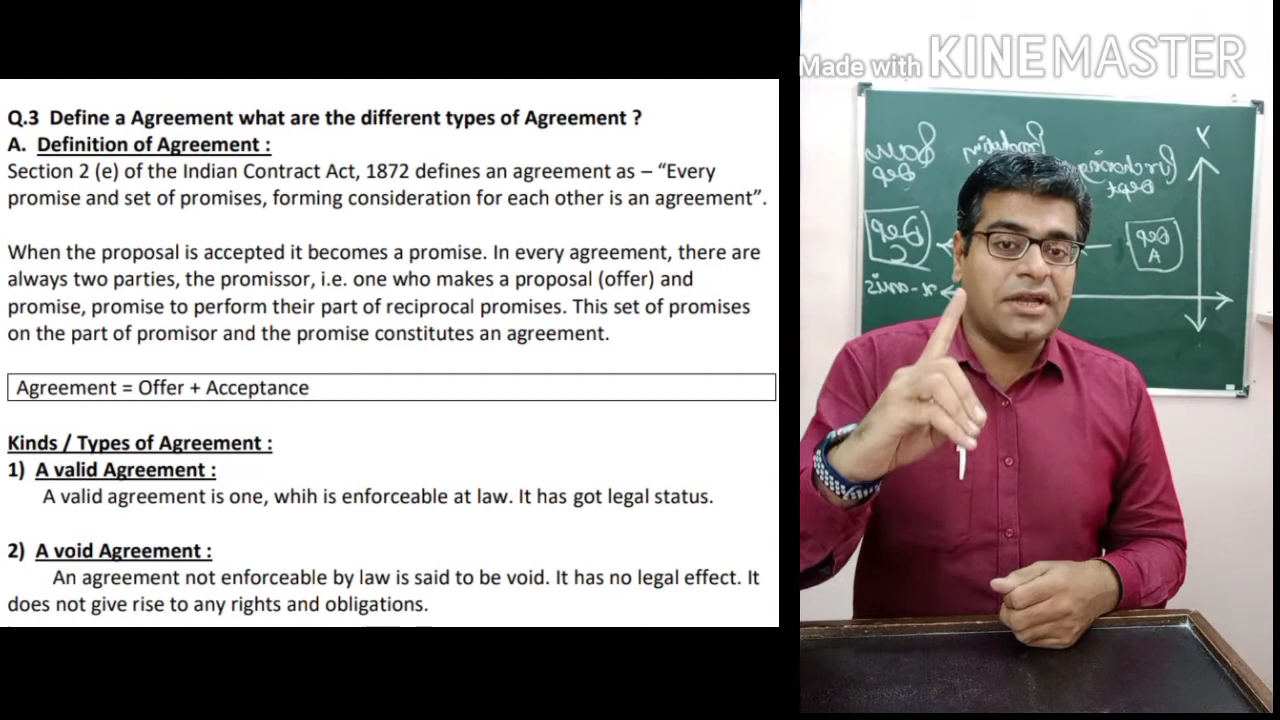 Q.3 Define a Agreement what are the different types of Agreement ?
A. Definition of Agreement :
Section 2 (e) of the Indian Contract Act, 1872 defines an agreement as – “Every
promise and set of promises, forming consideration for each other is an agreement”.
When the proposal is accepted it becomes a promise. In every agreement, there are
always two parties, the promissor, i.e. one who makes a proposal (offer) and
promise, promise to perform their part of reciprocal promises. This set of promises
on the part of promisor and the promise constitutes an agreement.
Agreement = Offer + Acceptance
Kinds / Types of Agreement :
1) A valid Agreement :
A valid agreement is one, whih is enforceable at law. It has got legal status.
2) A void Agreement :
An agreement not enforceable by law is said to be void. It has no legal effect. It
does not give rise to any rights and obligations.
Made with KINEMASTER
Y
Purchasing
Dept
Dep
A
Dep
C
x-axis